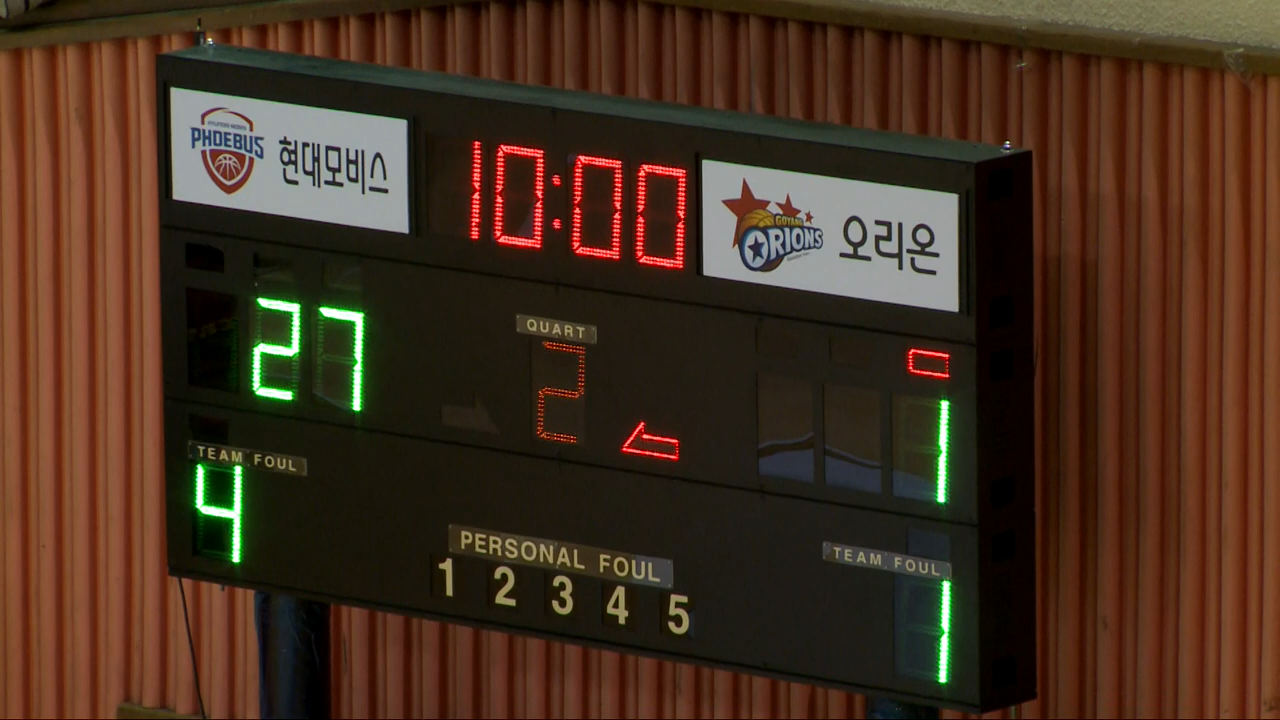 PHOEBUS
현대모비스
10:00
GOYANG
ORIONS
오리온
27
QUART
2
1
TEAM FOUL
4
PERSONAL FOUL
1 2 3 4 5
TEAM FOUL
1